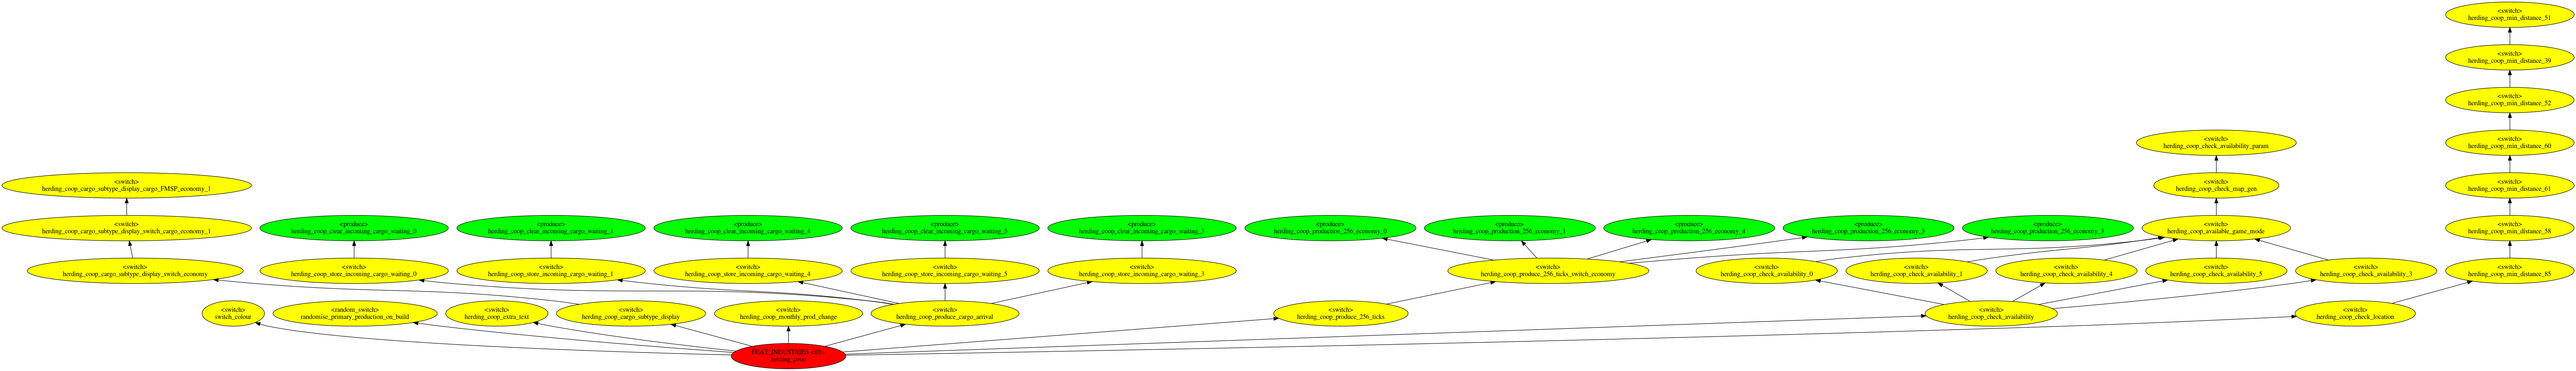 <switch>
herding_coop_min_distance_51
<switch>
herding_coop_min_distance_39
<switch>
herding_coop_min_distance_52
<switch>
herding_coop_check_availability_param
<switch>
herding_coop_min_distance_60
<switch>
herding_coop_cargo_subtype_display_cargo_FMSP_economy_1
<switch>
herding_coop_check_map_gen
<switch>
herding_coop_min_distance_61
<switch>
herding_coop_cargo_subtype_display_switch_cargo_economy_1
<produce>
herding_coop_clear_incoming_cargo_waiting_0
<produce>
herding_coop_clear_incoming_cargo_waiting_1
<produce>
herding_coop_clear_incoming_cargo_waiting_4
<produce>
herding_coop_clear_incoming_cargo_waiting_5
<produce>
herding_coop_clear_incoming_cargo_waiting_3
<produce>
herding_coop_production_256_economy_0
<produce>
herding_coop_production_256_economy_1
<produce>
herding_coop_production_256_economy_4
<produce>
herding_coop_production_256_economy_5
<produce>
herding_coop_production_256_economy_3
<switch>
herding_coop_available_game_mode
<switch>
herding_coop_min_distance_58
<switch>
herding_coop_cargo_subtype_display_switch_economy
<switch>
herding_coop_store_incoming_cargo_waiting_0
<switch>
herding_coop_store_incoming_cargo_waiting_1
<switch>
herding_coop_store_incoming_cargo_waiting_4
<switch>
herding_coop_store_incoming_cargo_waiting_5
<switch>
herding_coop_store_incoming_cargo_waiting_3
<switch>
herding_coop_produce_256_ticks_switch_economy
<switch>
herding_coop_check_availability_0
<switch>
herding_coop_check_availability_1
<switch>
herding_coop_check_availability_4
<switch>
herding_coop_check_availability_5
<switch>
herding_coop_check_availability_3
<switch>
herding_coop_min_distance_85
<switch>
switch_colour
<random_switch>
randomise_primary_production_on_build
<switch>
herding_coop_extra_text
<switch>
herding_coop_cargo_subtype_display
<switch>
herding_coop_monthly_prod_change
<switch>
herding_coop_produce_cargo_arrival
<switch>
herding_coop_produce_256_ticks
<switch>
herding_coop_check_availability
<switch>
herding_coop_check_location
FEAT_INDUSTRIES <83>
herding_coop